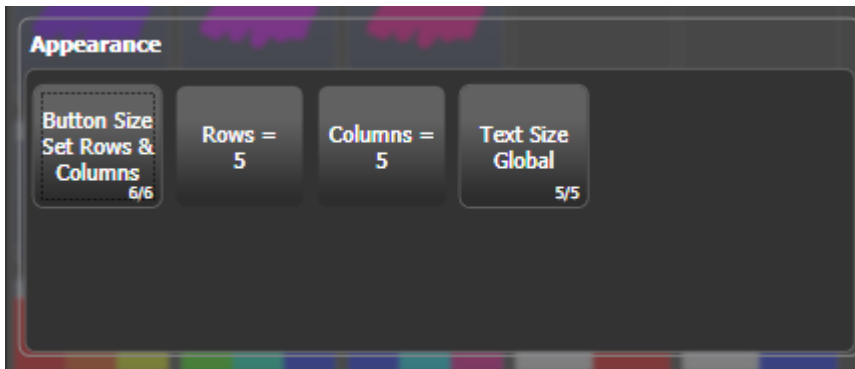 Appearance
Button Size
Set Rows &
Columns
6/6
Rows =
5
Columns =
5
Text Size
Global
5/5